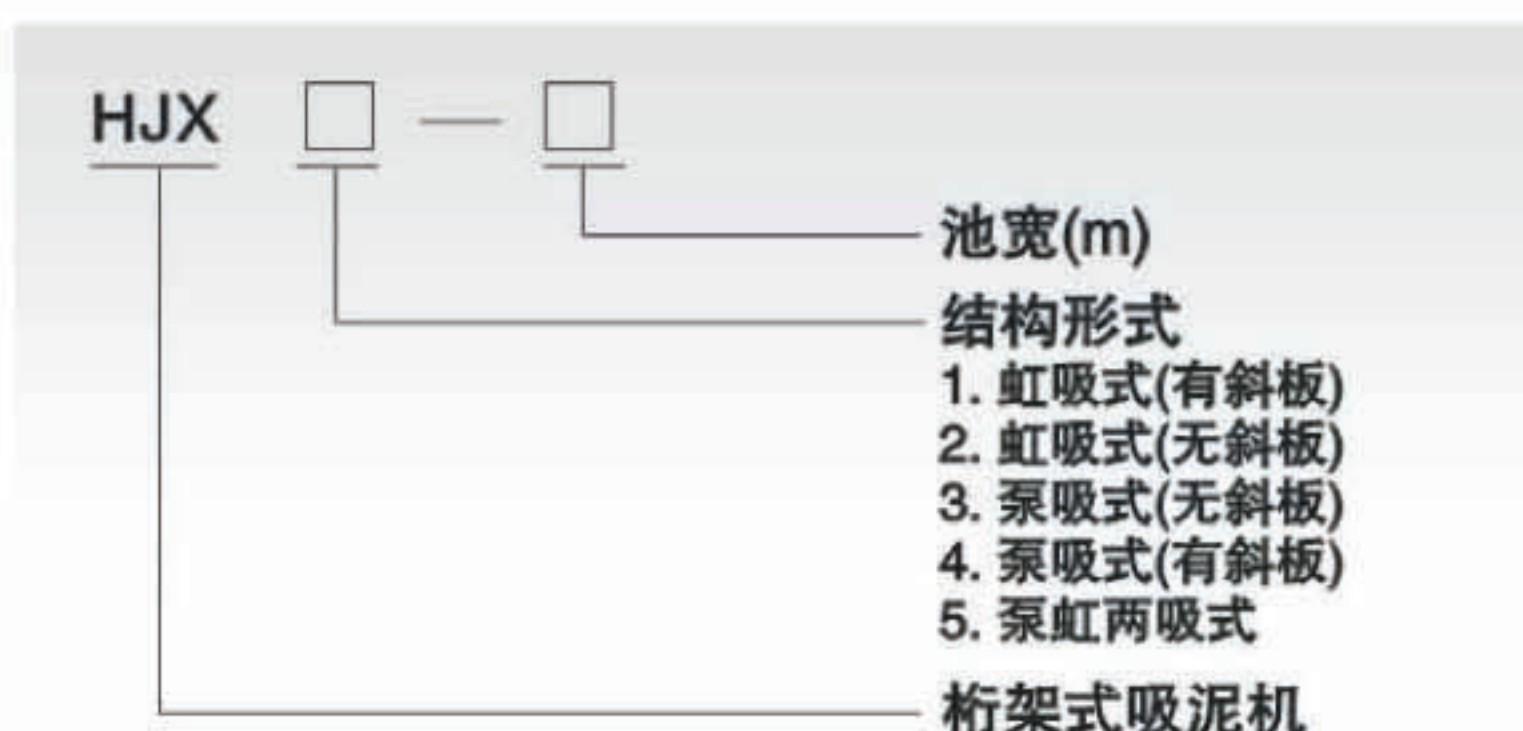 HJX □ — □
池宽(m)
结构形式
1. 虹吸式(有斜板)
2. 虹吸式(无斜板)
3. 泵吸式(无斜板)
4. 泵吸式(有斜板)
5. 泵虹两吸式
桁架式吸泥机